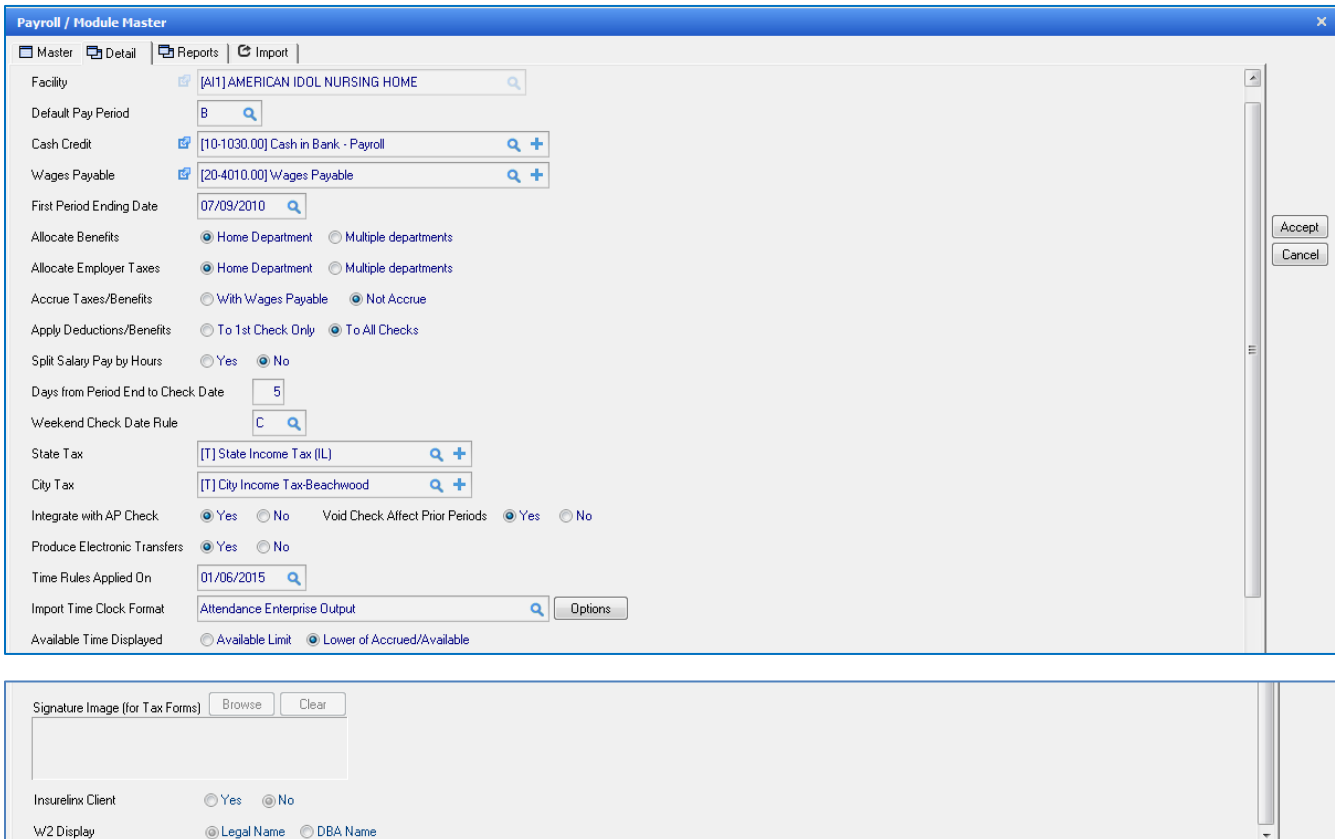 Payroll / Module Master
Master Detail Reports Import
Facility [AI1] AMERICAN IDOL NURSING HOME
Default Pay Period B
Cash Credit [10-1030.00] Cash in Bank - Payroll
Wages Payable [20-4010.00] Wages Payable
First Period Ending Date 07/09/2010
Allocate Benefits Home Department Multiple departments
Accept
Allocate Employer Taxes Home Department Multiple departments
Cancel
Accrue Taxes/Benefits With Wages Payable Not Accrue
Apply Deductions/Benefits To 1st Check Only To All Checks
Split Salary Pay by Hours Yes No
Days from Period End to Check Date 5
Weekend Check Date Rule C
State Tax [T] State Income Tax (IL)
City Tax [T] City Income Tax-Beachwood
Integrate with AP Check Yes No Void Check Affect Prior Periods Yes No
Produce Electronic Transfers Yes No
Time Rules Applied On 01/06/2015
Import Time Clock Format Attendance Enterprise Output Options
Available Time Displayed Available Limit Lower of Accrued/Available
Signature Image (for Tax Forms) Browse Clear
Insurelinx Client Yes No
W2 Display Legal Name DBA Name